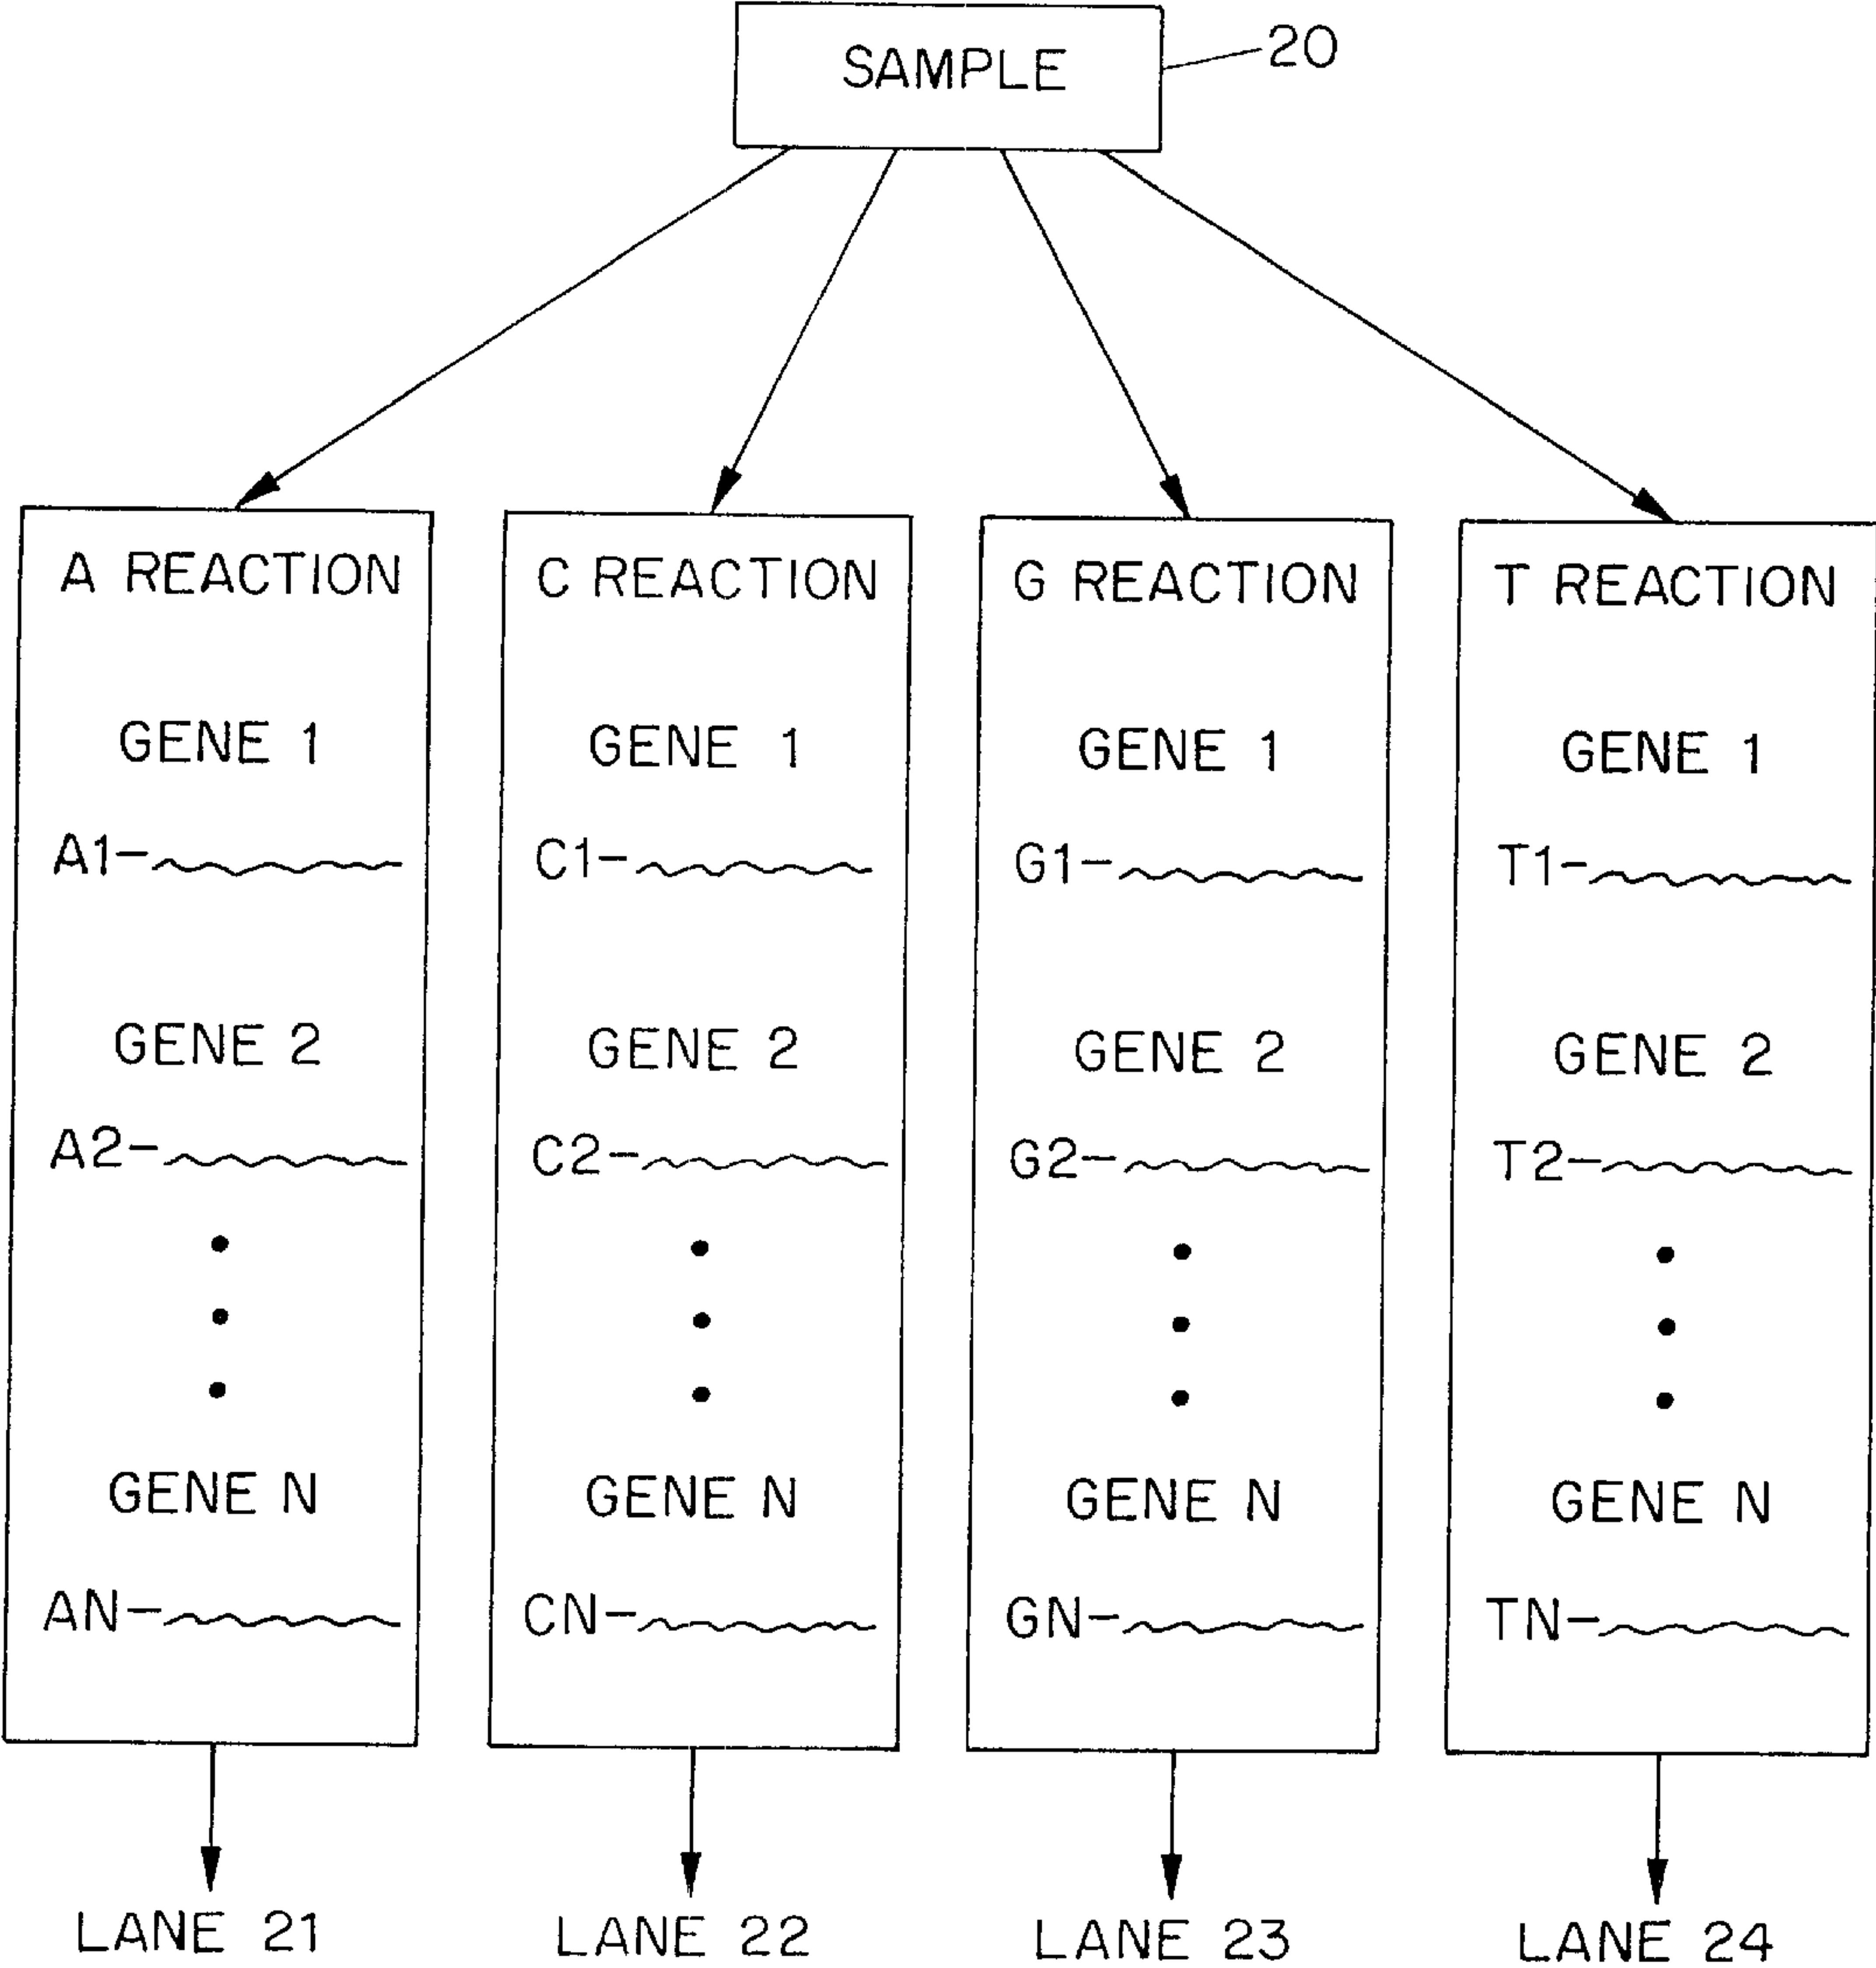 SAMPLE
20
A REACTION
GENE 1
A1
GENE 2
A2
GENE N
AN
LANE 21
C REACTION
GENE 1
C1
GENE 2
C2
GENE N
CN
LANE 22
G REACTION
GENE 1
G1
GENE 2
G2
GENE N
GN
LANE 23
T REACTION
GENE 1
T1
GENE 2
T2
GENE N
TN
LANE 24